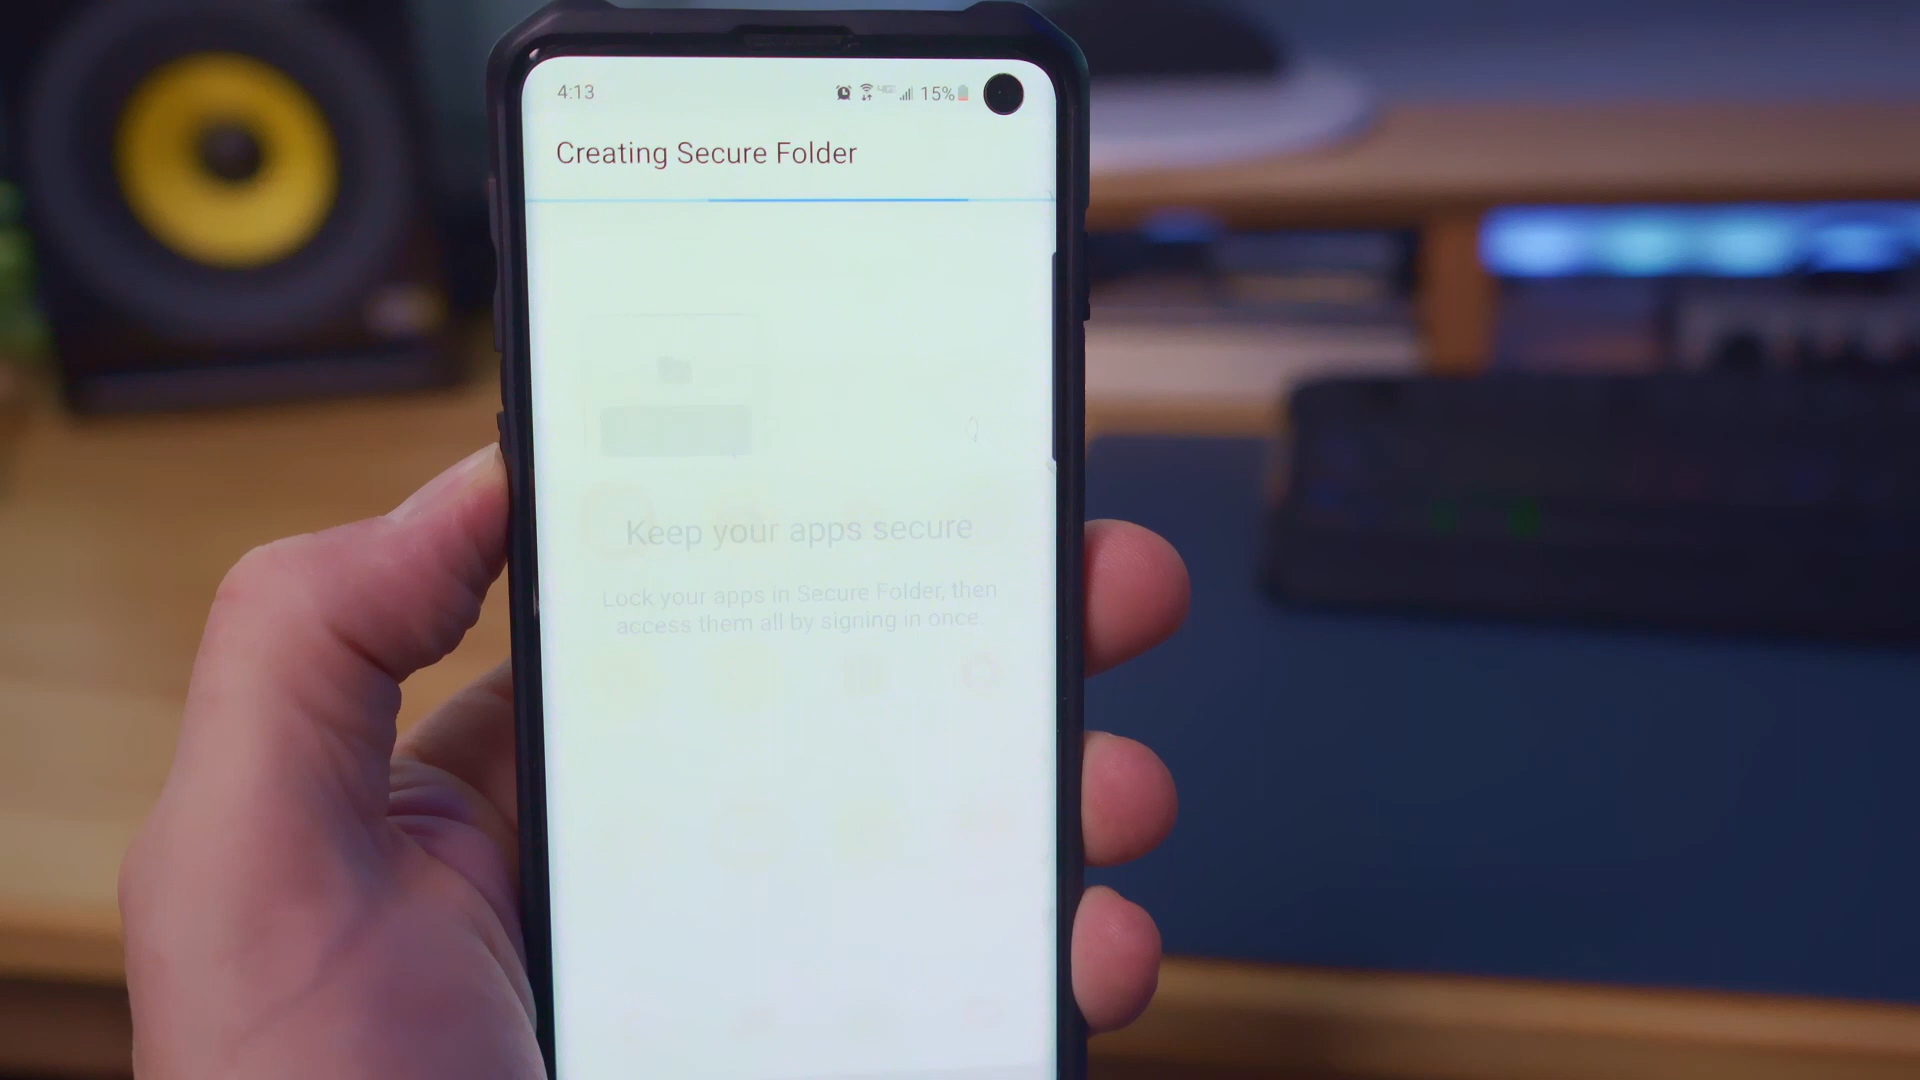 4:13
15%
Creating Secure Folder
Keep your apps secure
Lock your apps in Secure Folder, then
access them all by signing in once